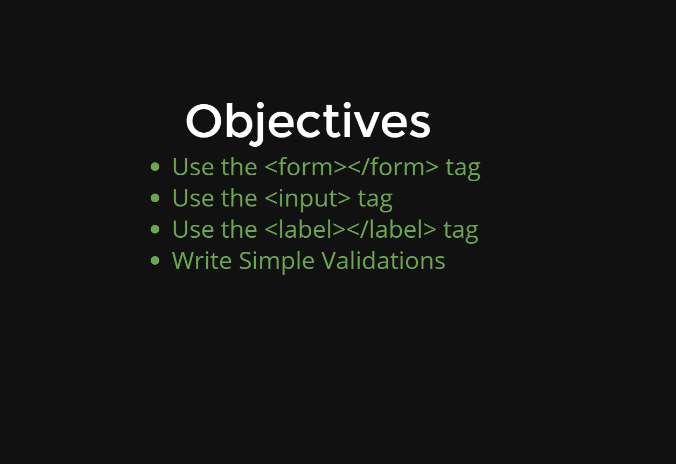 Objectives
• Use the <form></form> tag
• Use the <input> tag
• Use the <label></label> tag
• Write Simple Validations